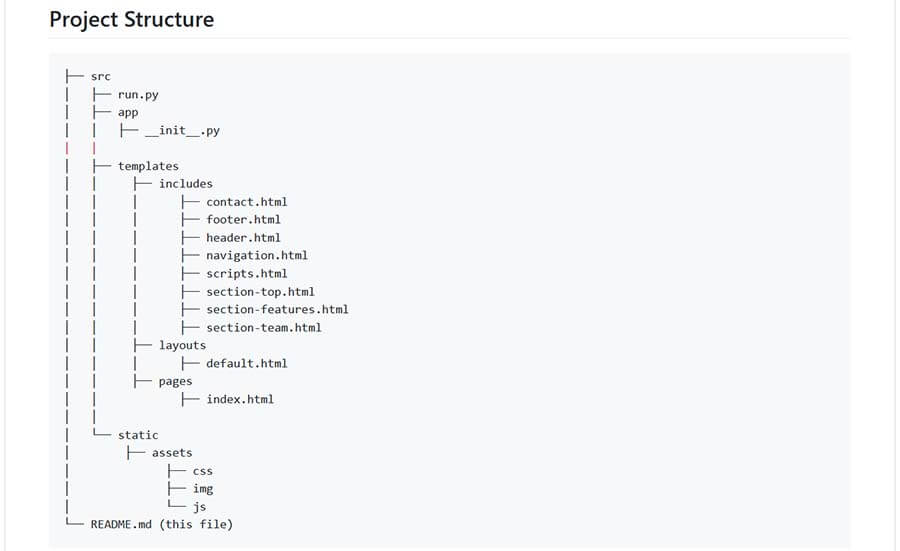 Project Structure
├── src
│   ├── run.py
│   ├── app
│   │   ├── __init__.py
│   │
│   ├── templates
│   │     ├── includes
│   │     │      ├── contact.html
│   │     │      ├── footer.html
│   │     │      ├── header.html
│   │     │      ├── navigation.html
│   │     │      ├── scripts.html
│   │     │      ├── section-top.html
│   │     │      ├── section-features.html
│   │     │      ├── section-team.html
│   │     ├── layouts
│   │     │      ├── default.html
│   │     ├── pages
│   │            ├── index.html
│   │
│   └── static
│        ├── assets
│              ├── css
│              ├── img
│              └── js
└── README.md (this file)